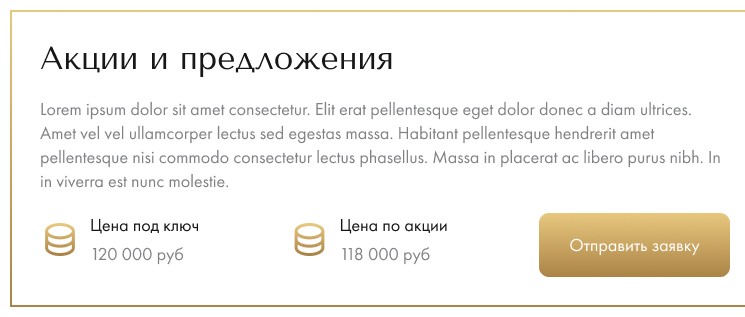 Акции и предложения
Lorem ipsum dolor sit amet consectetur. Elit erat pellentesque eget dolor donec a diam ultrices.
Amet vel vel ullamcorper lectus sed egestas massa. Habitant pellentesque hendrerit amet
pellentesque nisi commodo consectetur lectus phasellus. Massa in placerat ac libero purus nibh. In
in viverra est nunc molestie.
Цена под ключ
120 000 руб
Цена по акции
118 000 руб
Отправить заявку